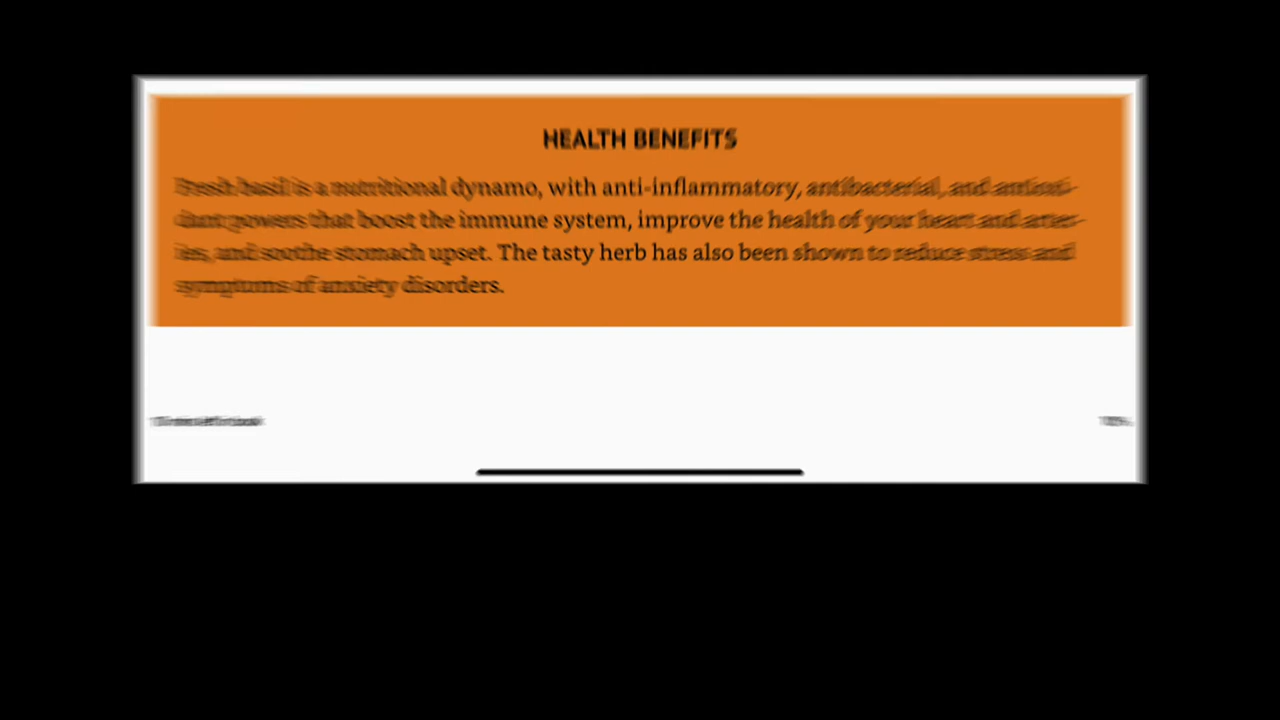 HEALTH BENEFITS
Fresh basil is a nutritional dynamo, with anti-inflammatory, antibacterial, and antioxi-
dant powers that boost the immune system, improve the health of your heart and arter-
ies, and soothe stomach upset. The tasty herb has also been shown to reduce stress and
symptoms of anxiety disorders.